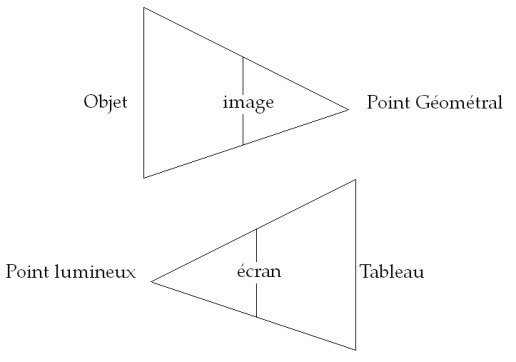 Objet
image
Point Géométral
Point lumineux
écran
Tableau